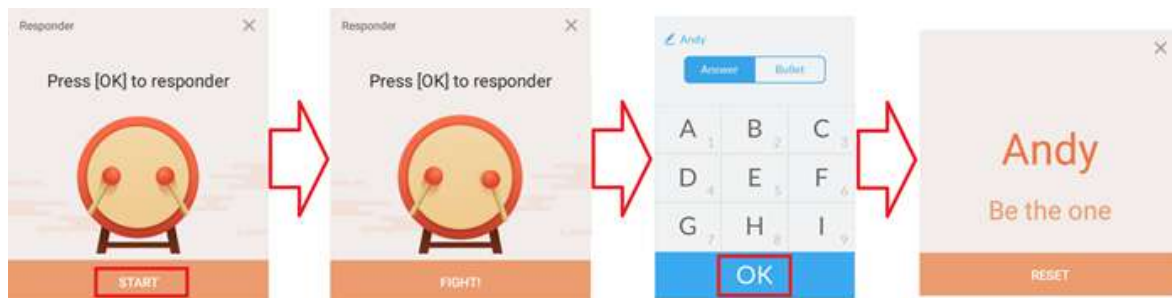 Responder
Press [OK] to responder
START
Responder
Press [OK] to responder
FIGHT!
Andy
Answer Bullet
A 1 B 2 C 3
D 4 E 5 F 6
G 7 H 8 I 9
OK
Andy
Be the one
RESET